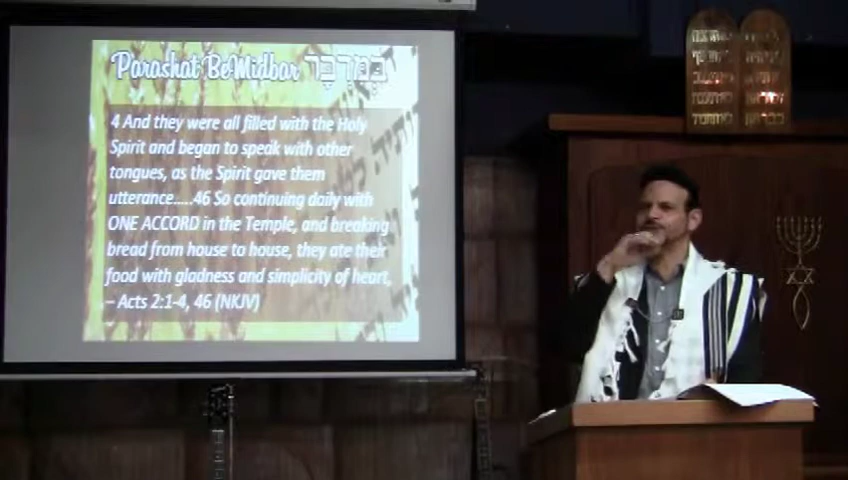 Parashat BeMidbar בְּמִדְבָּר
4 And they were all filled with the Holy
Spirit and began to speak with other
tongues, as the Spirit gave them
utterance.....46 So continuing daily with
ONE ACCORD in the Temple, and breaking
bread from house to house, they ate their
food with gladness and simplicity of heart,
– Acts 2:1-4, 46 (NKJV)